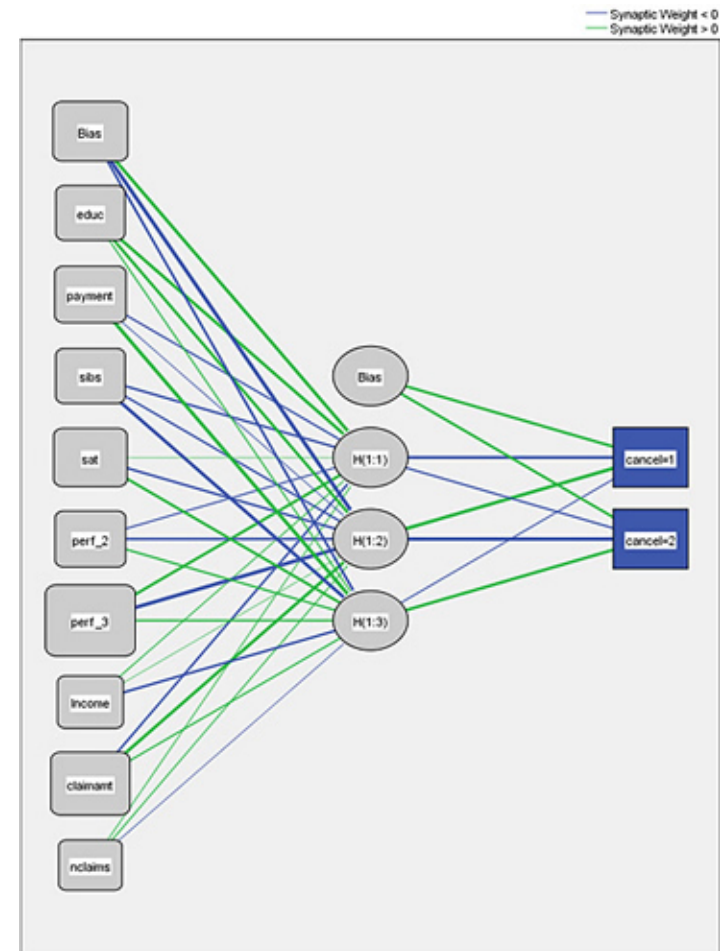 Synaptic Weight < 0
Synaptic Weight > 0
Bias
educ
payment
sibs
sat
perf_2
perf_3
Income
claimamt
nclaims
Bias
H(1:1)
H(1:2)
H(1:3)
cancel=1
cancel=2